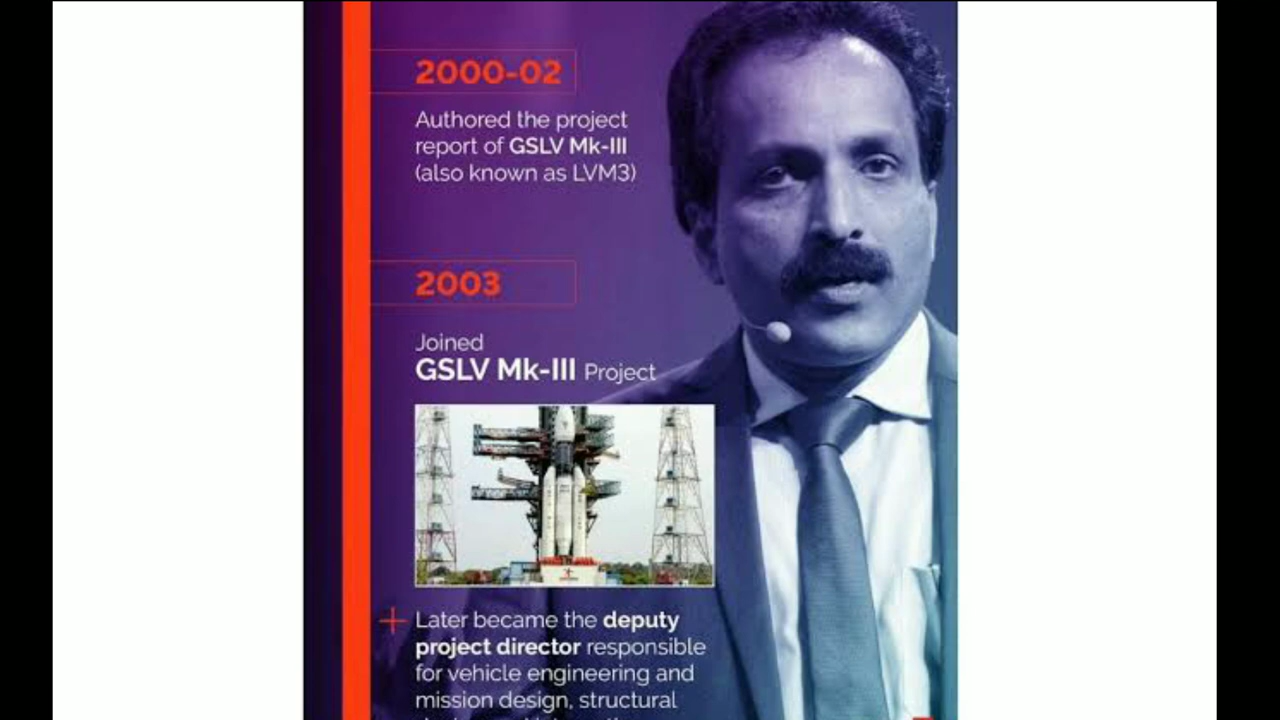 2000-02
Authored the project
report of GSLV Mk-III
(also known as LVM3)
2003
Joined
GSLV Mk-III Project
Later became the deputy
project director responsible
for vehicle engineering and
mission design, structural